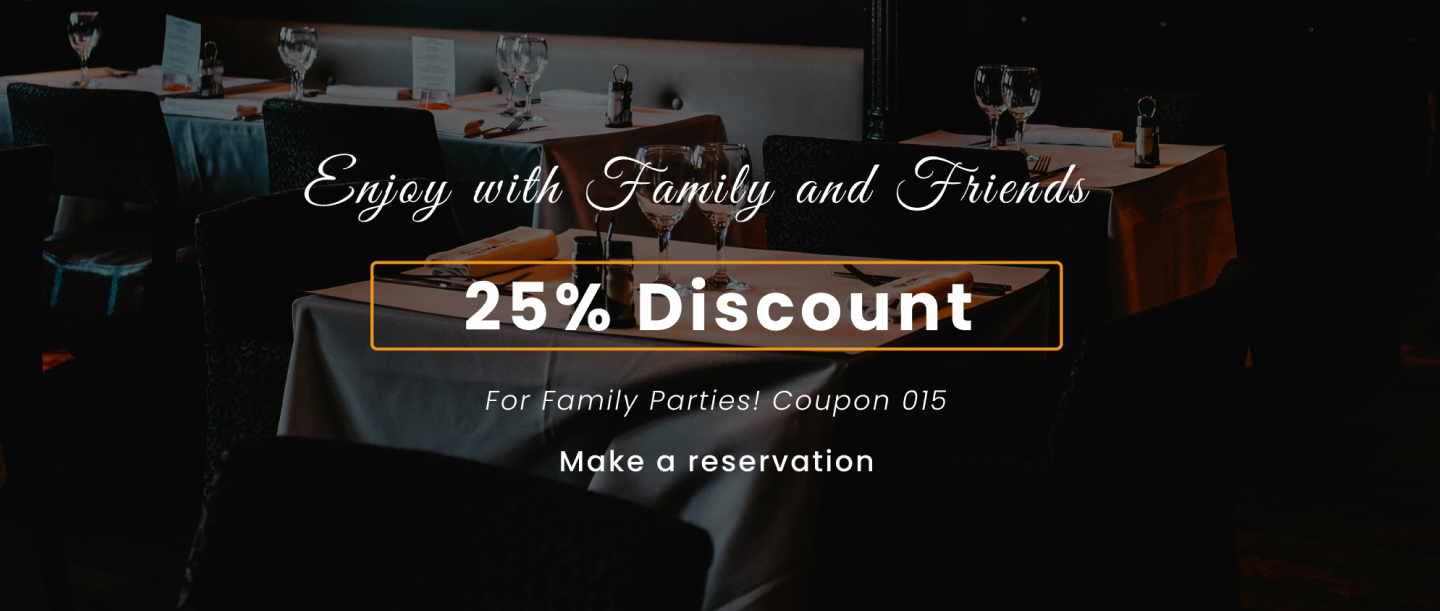 Enjoy with Family and Friends
25% Discount
For Family Parties! Coupon 015
Make a reservation